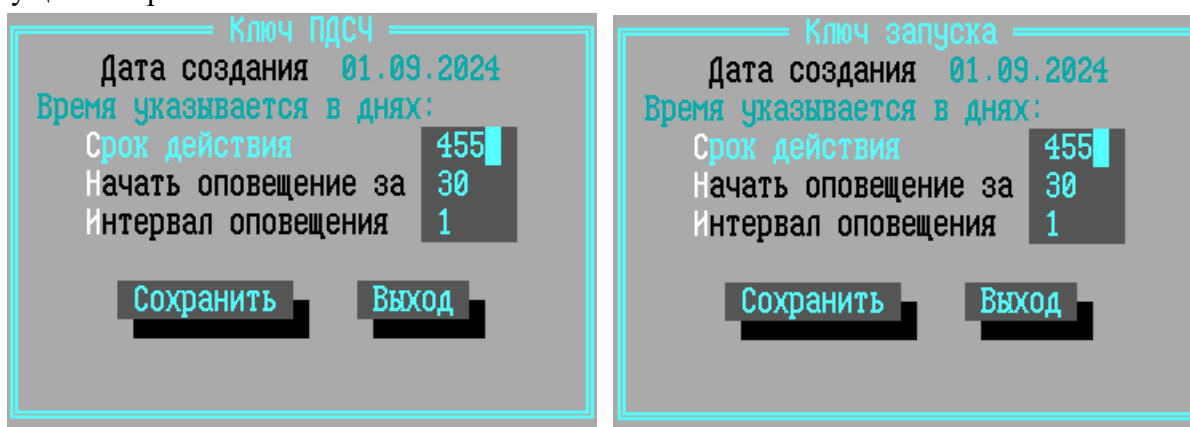 Ключ ПДСЧ
Дата создания 01.09.2024
Время указывается в днях:
Срок действия 455
Начать оповещение за 30
Интервал оповещения 1
Сохранить Выход
Ключ запуска
Дата создания 01.09.2024
Время указывается в днях:
Срок действия 455
Начать оповещение за 30
Интервал оповещения 1
Сохранить Выход